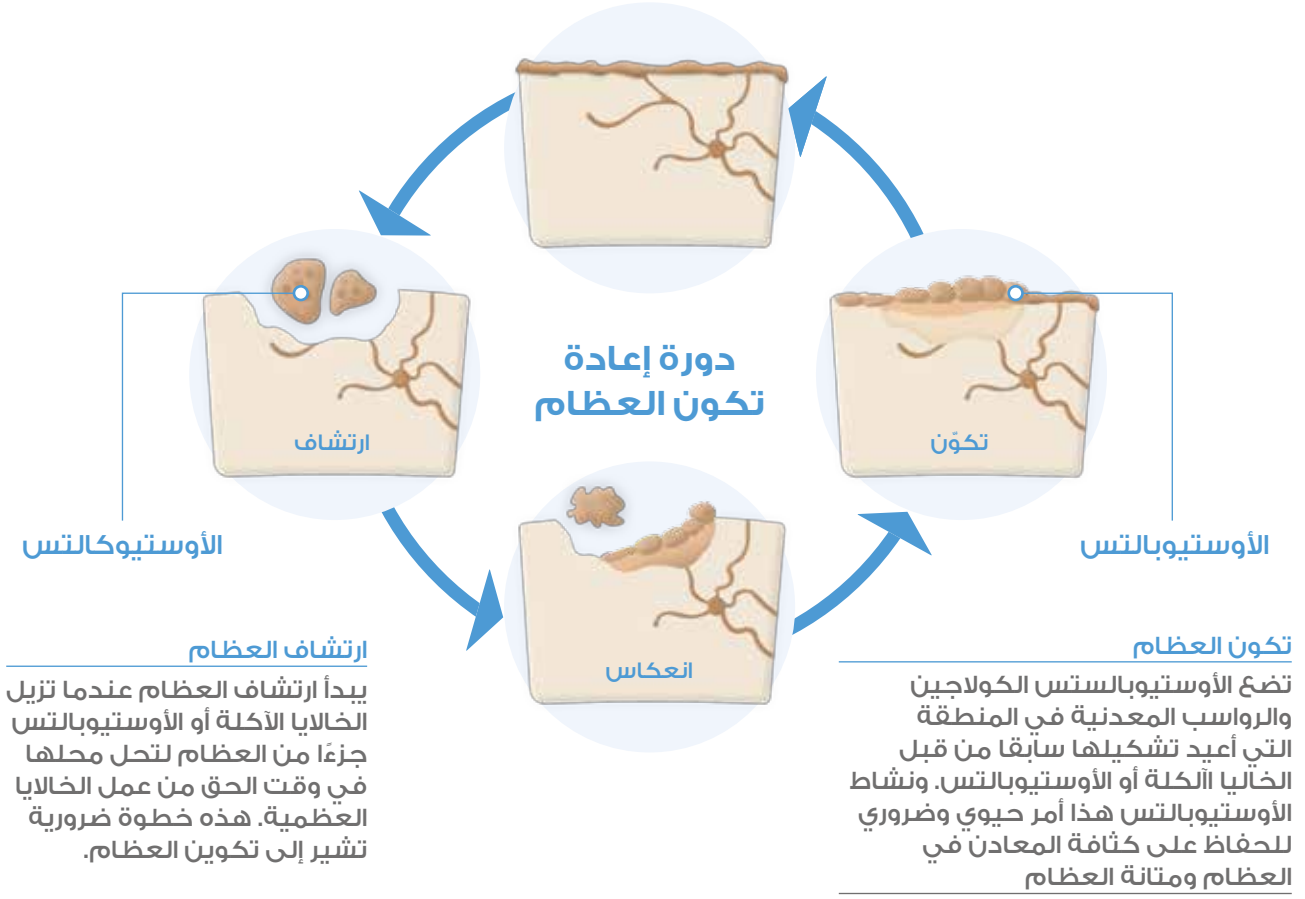 دورة إعادة
تكون العظام
ارتشاف
تكوّن
انعكاس
الأوستيوكالتس
الأوستيوبالتس
تكون العظام
تضع الأوستيوبالستس الكولاجين
والرواسب المعدنية في المنطقة
التي أعيد تشكيلها سابقا من قبل
الخاليا اآلكلة أو الأوستيوبالتس. ونشاط
الأوستيوبالتس هذا أمر حيوي وضروري
للحفاظ على كثافة المعادن في
العظام ومتانة العظام
ارتشاف العظام
يبدأ ارتشاف العظام عندما تزيل
الخالايا الآكلة أو الأوستيوبالتس
جزءًا من العظام لتحل محلها
في وقت الحق من عمل الخالايا
العظمية. هذه خطوة ضرورية
تشير إلى تكوين العظام.